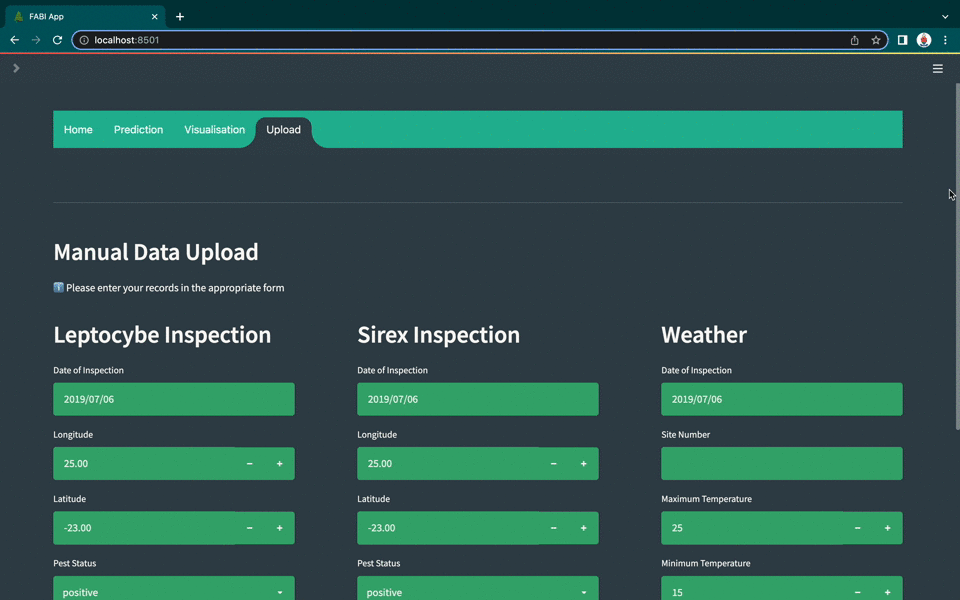 FABI App
localhost:8501
Home Prediction Visualisation Upload
Manual Data Upload
Please enter your records in the appropriate form
Leptocybe Inspection
Date of Inspection
2019/07/06
Longitude
25.00
Latitude
-23.00
Pest Status
positive
Sirex Inspection
Date of Inspection
2019/07/06
Longitude
25.00
Latitude
-23.00
Pest Status
positive
Weather
Date of Inspection
2019/07/06
Site Number
Maximum Temperature
25
Minimum Temperature
15